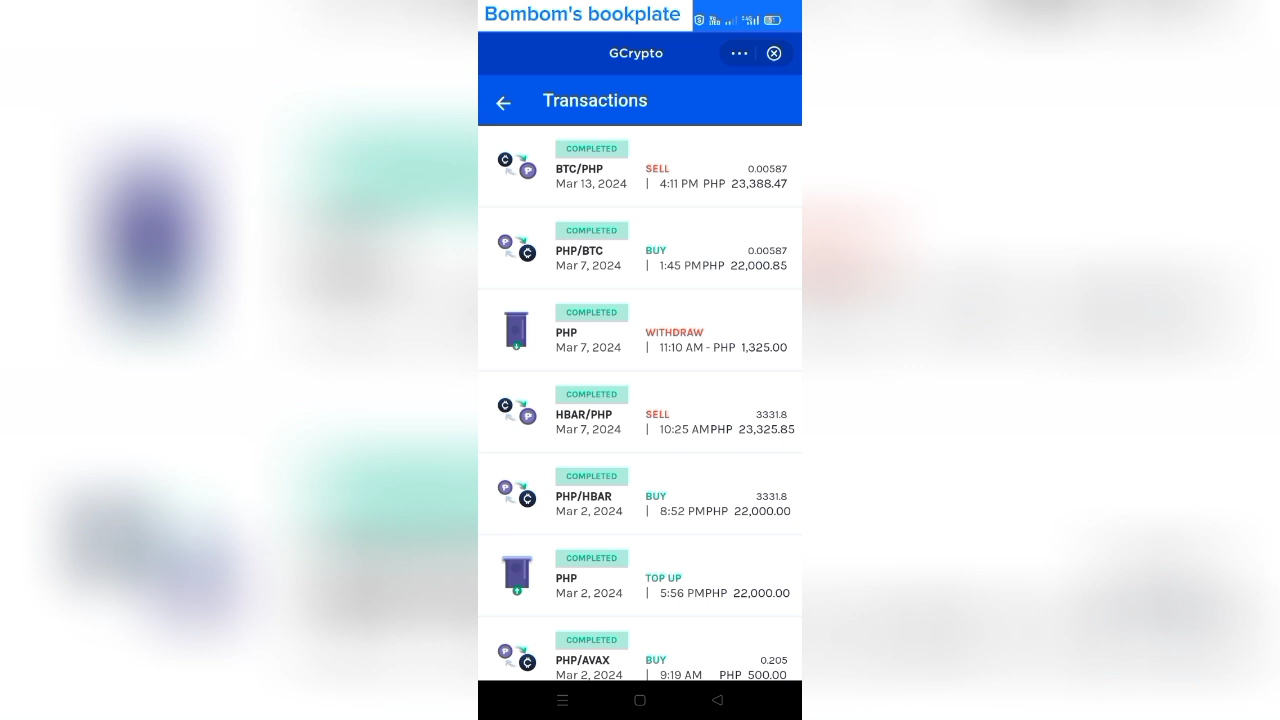 Bombom's bookplate
GCrypto
Transactions
COMPLETED
BTC/PHP SELL 0.00587
Mar 13, 2024 | 4:11 PM PHP 23,388.47
COMPLETED
PHP/BTC BUY 0.00587
Mar 7, 2024 | 1:45 PMPHP 22,000.85
COMPLETED
PHP WITHDRAW
Mar 7, 2024 | 11:10 AM - PHP 1,325.00
COMPLETED
HBAR/PHP SELL 3331.8
Mar 7, 2024 | 10:25 AMPHP 23,325.85
COMPLETED
PHP/HBAR BUY 3331.8
Mar 2, 2024 | 8:52 PMPHP 22,000.00
COMPLETED
PHP TOP UP
Mar 2, 2024 | 5:56 PMPHP 22,000.00
COMPLETED
PHP/AVAX BUY 0.205
Mar 2, 2024 | 9:19 AM PHP 500.00